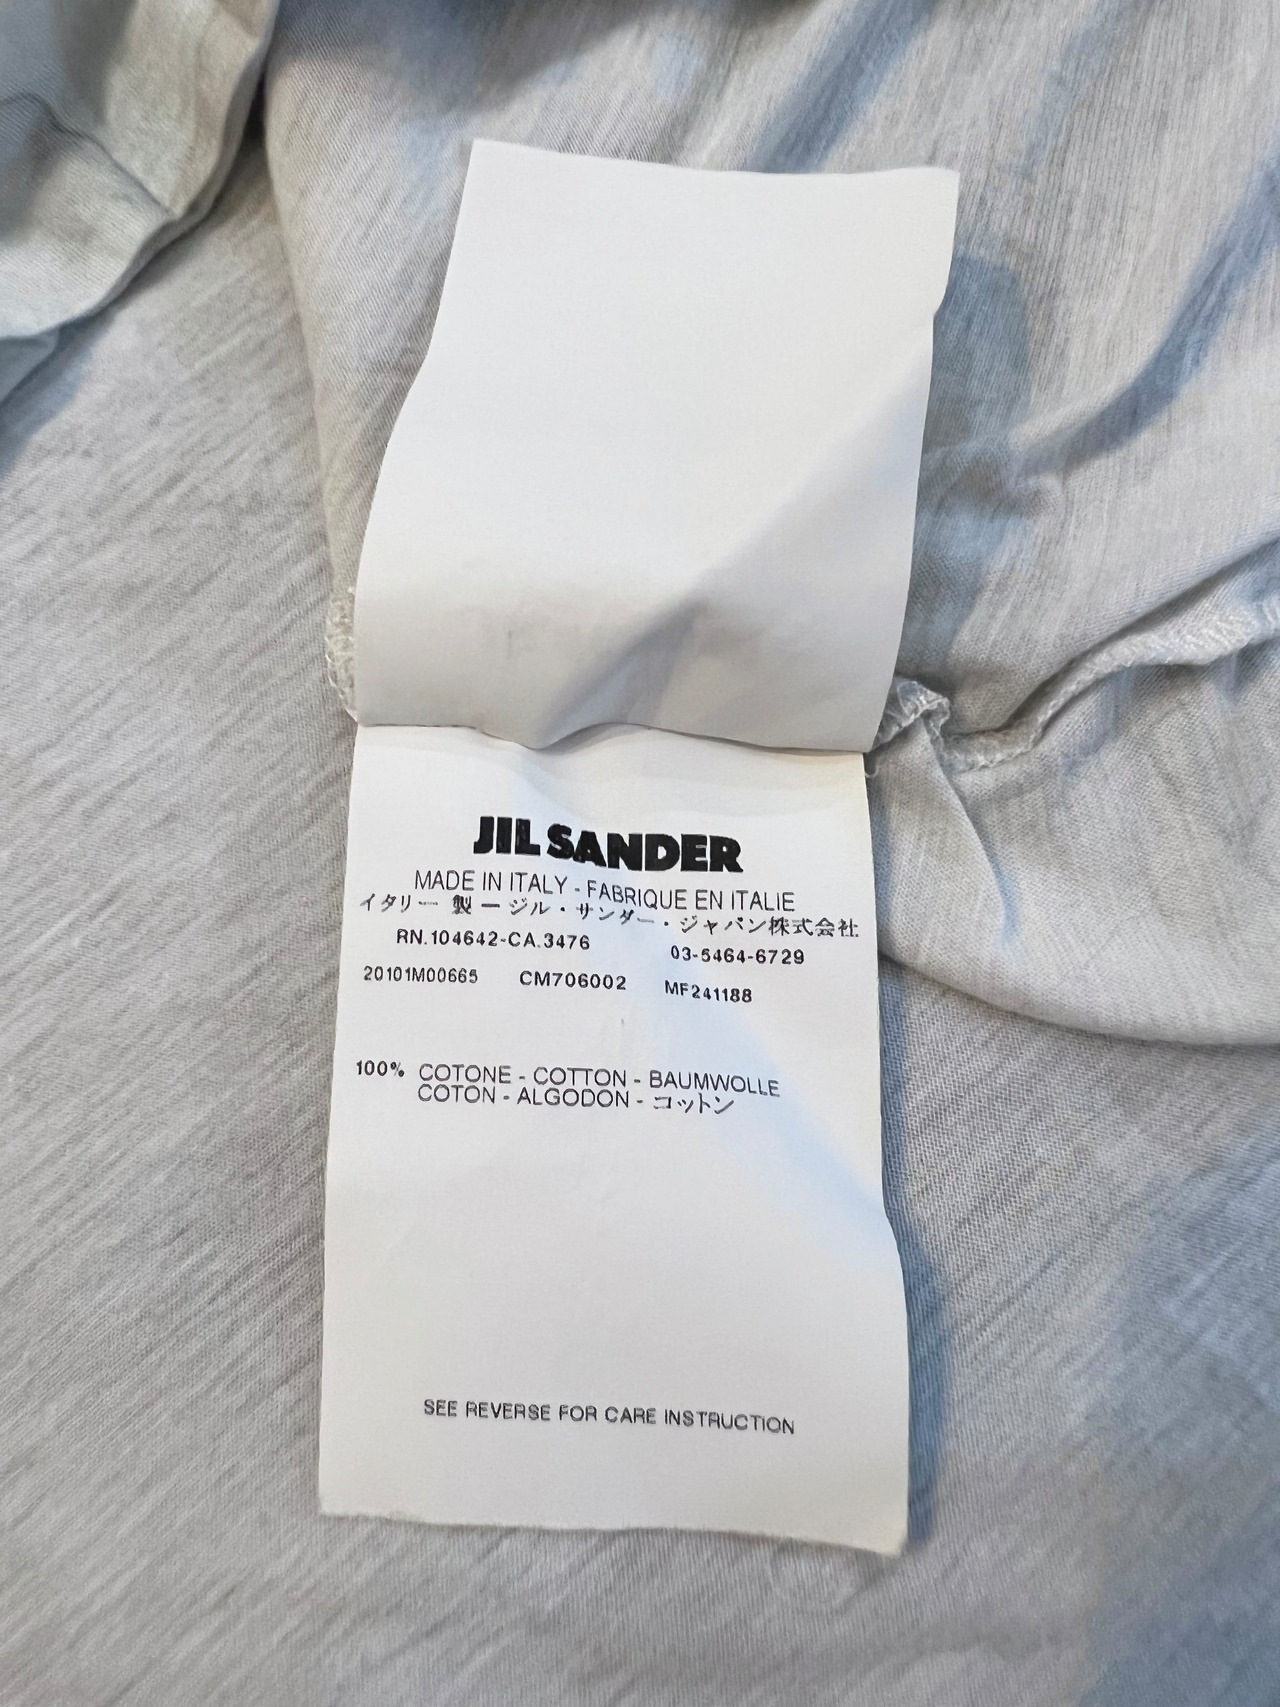 JIL SANDER
MADE IN ITALY - FABRIQUE EN ITALIE
イタリー 製 ー ジル・サンダー・ジャパン株式会社
RN.104642-CA.3476 03-5464-6729
20101M00665 CM706002 MF241188
100% COTONE - COTTON - BAUMWOLLE
COTON - ALGODON - コットン
SEE REVERSE FOR CARE INSTRUCTION